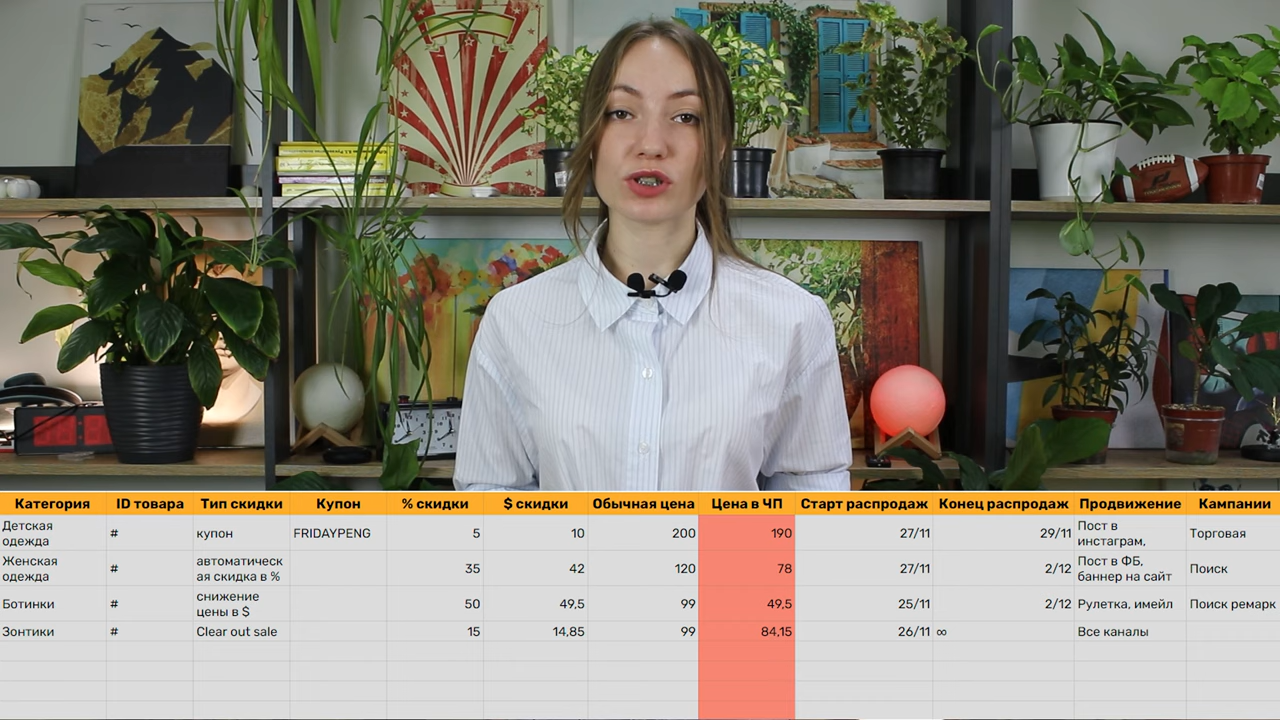 Категория ID товара Тип скидки Купон % скидки $ скидки Обычная цена Цена в ЧП Старт распродаж Конец распродаж Продвижение Кампании
Детская одежда # купон FRIDAYPENG 5 10 200 190 27/11 29/11 Пост в инстаграм, Торговая
Женская одежда # автоматическая скидка в % 35 42 120 78 27/11 2/12 Пост в ФБ, баннер на сайт Поиск
Ботинки # снижение цены в $ 50 49,5 99 49,5 25/11 2/12 Рулетка, имейл Поиск ремарк
Зонтики # Clear out sale 15 14,85 99 84,15 26/11 ∞ Все каналы